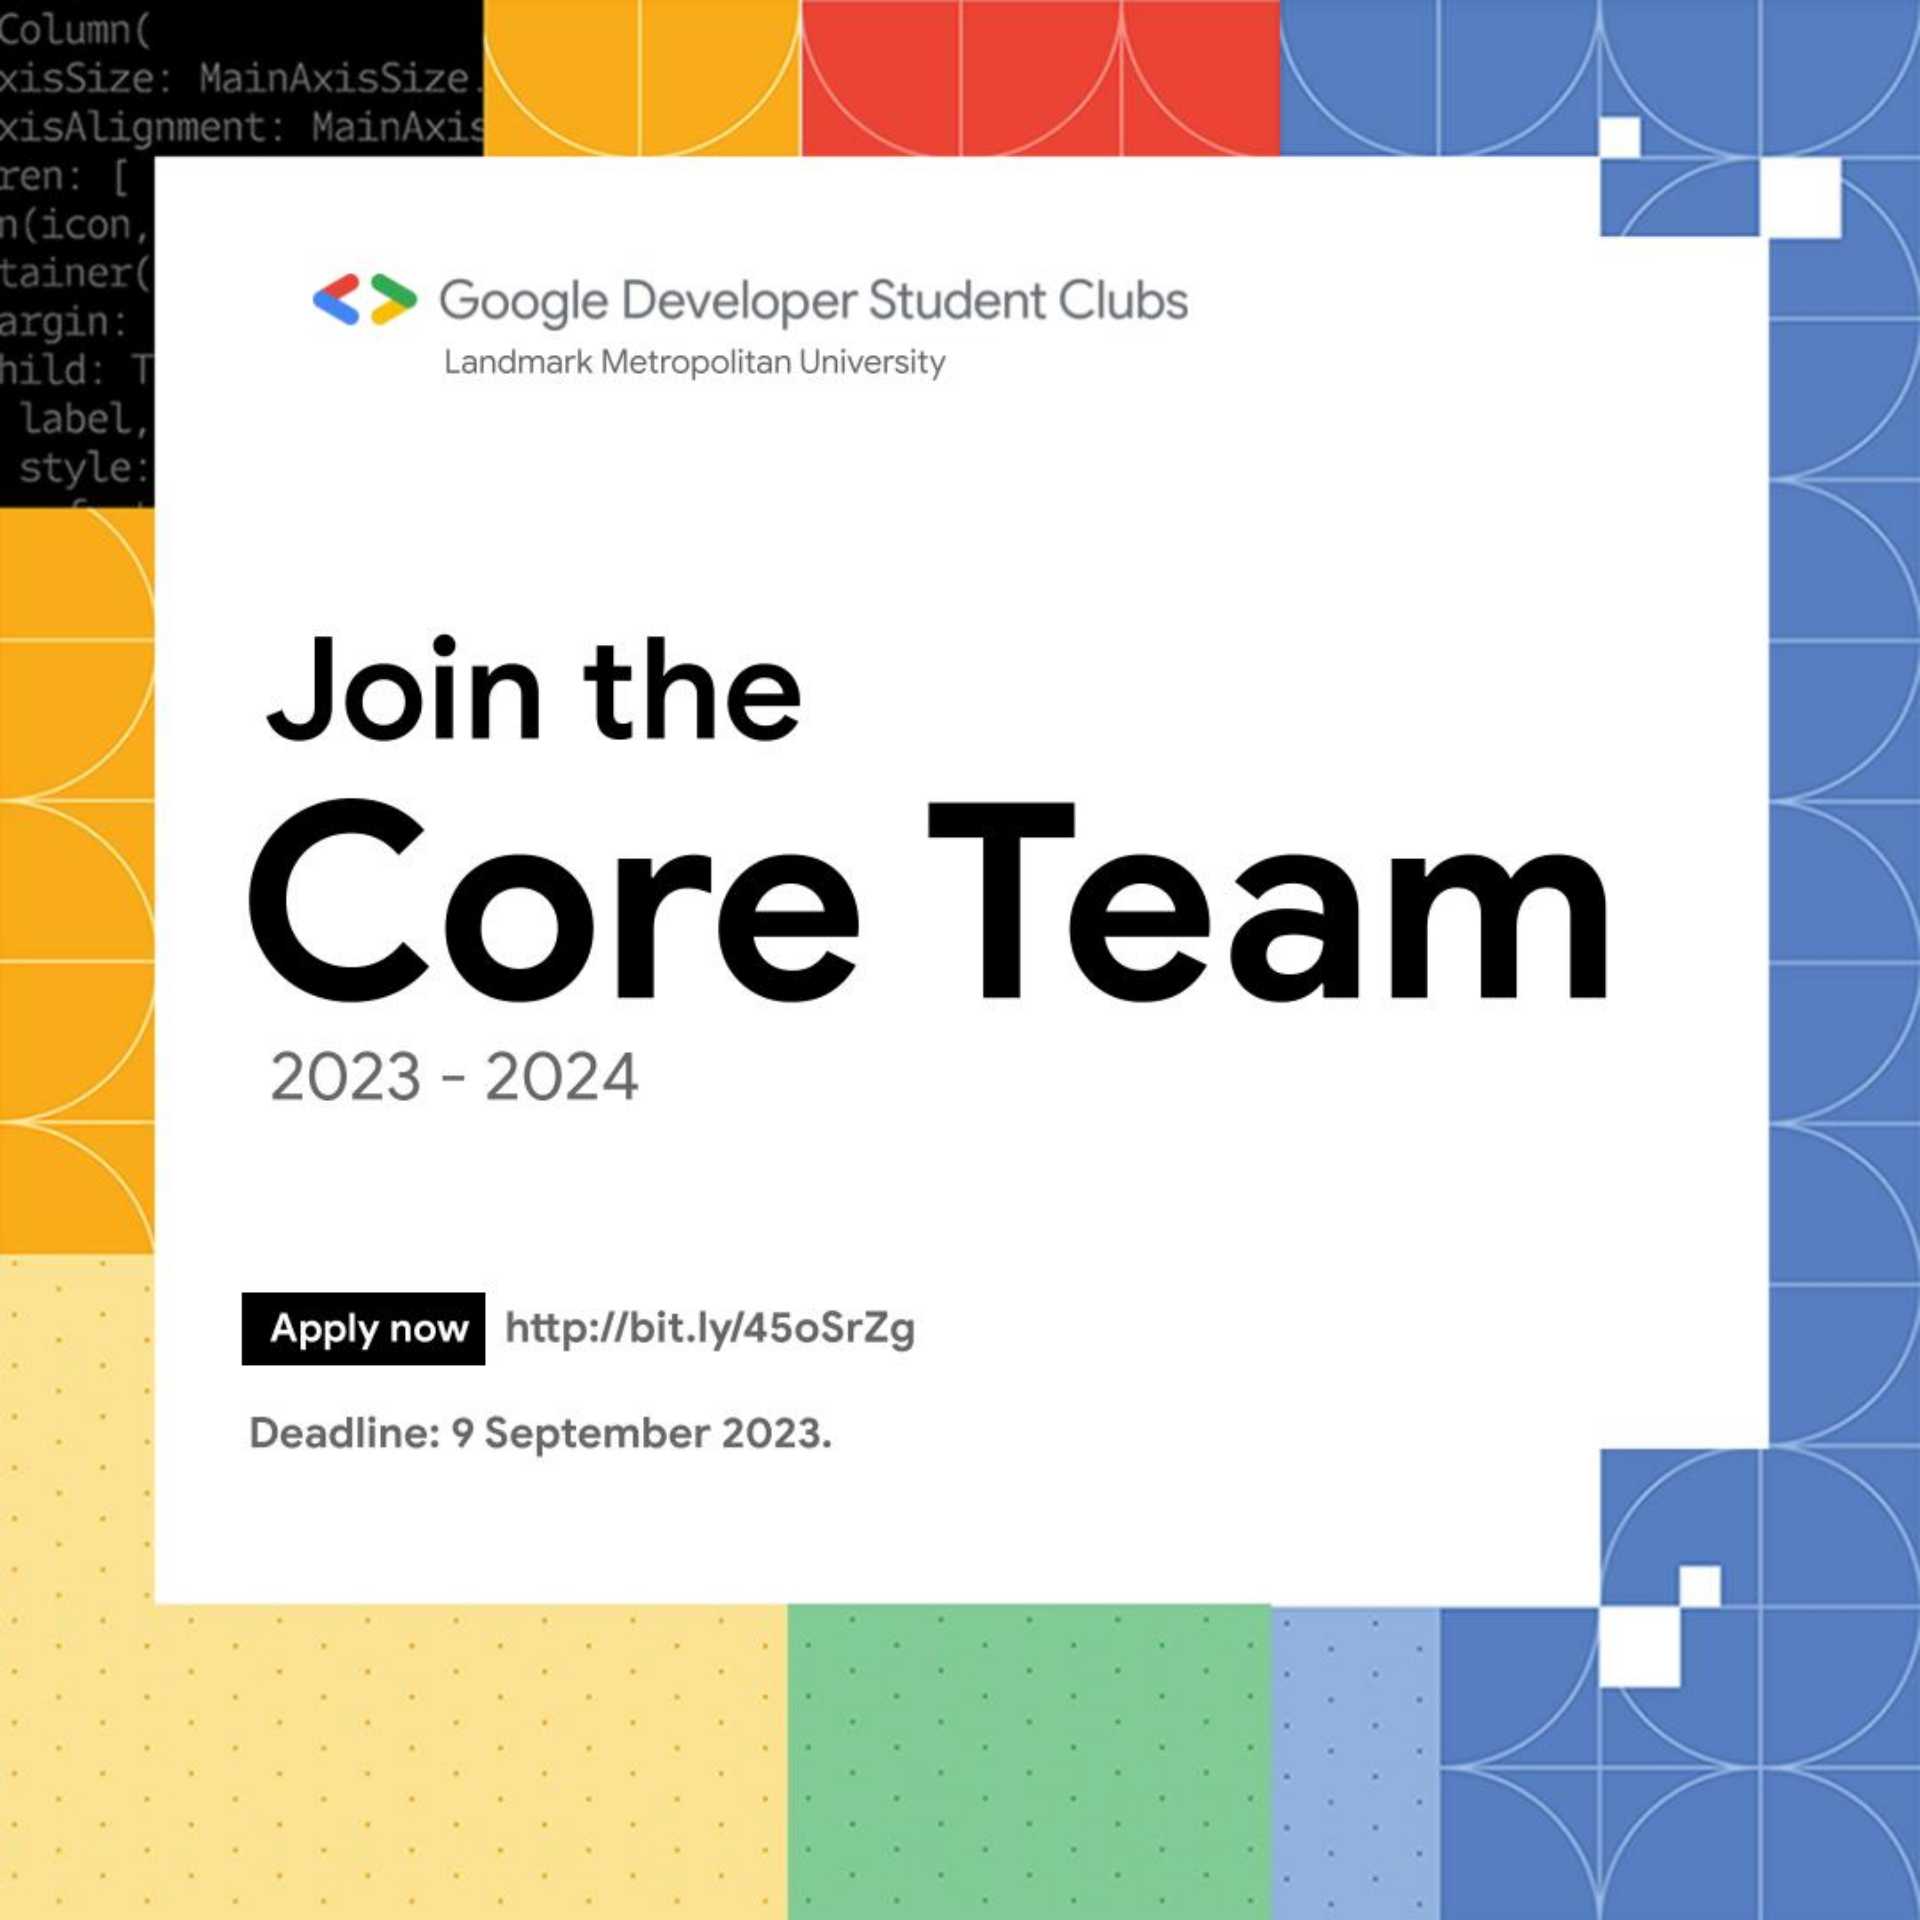 Column(
xisSize: MainAxisSize.
xisAlignment: MainAxis
ren: [
n(icon,
tainer(
argin:
hild: T
label,
style:
Google Developer Student Clubs
Landmark Metropolitan University
Join the
Core Team
2023 - 2024
Apply now http://bit.ly/45oSrZg
Deadline: 9 September 2023.